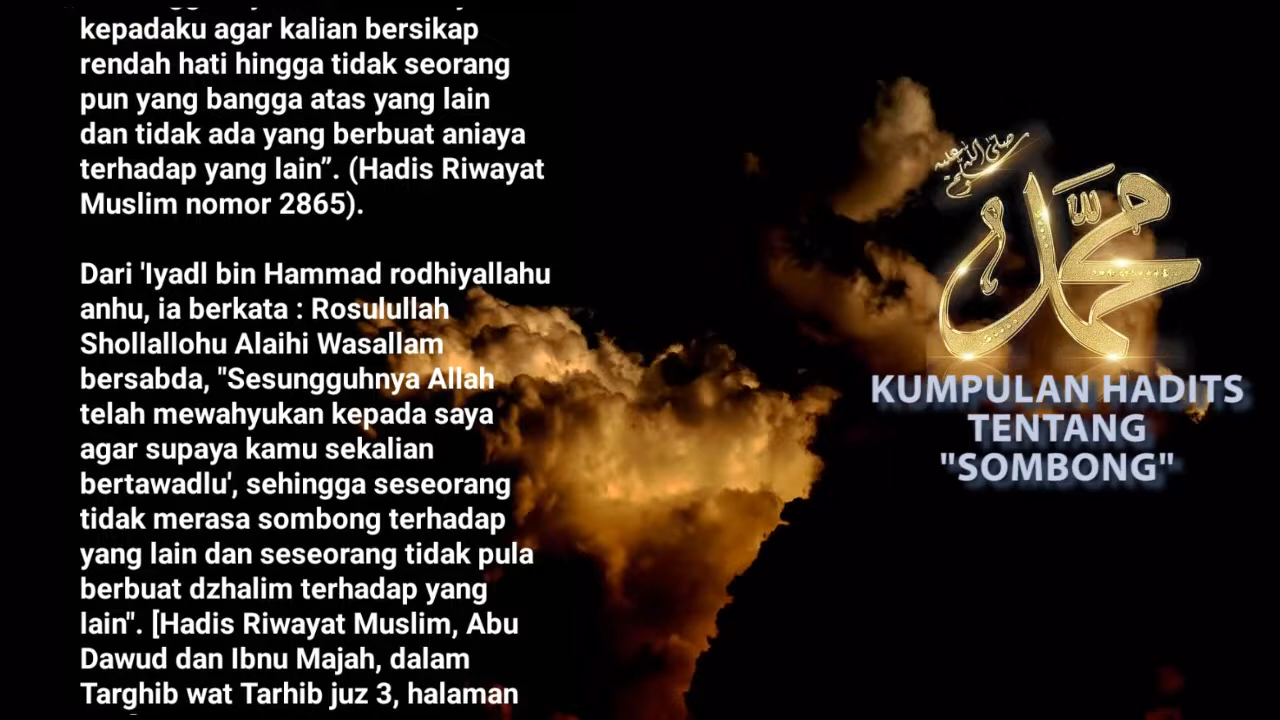 kepadaku agar kalian bersikap
rendah hati hingga tidak seorang
pun yang bangga atas yang lain
dan tidak ada yang berbuat aniaya
terhadap yang lain”. (Hadis Riwayat
Muslim nomor 2865).
Dari 'Iyadl bin Hammad rodhiyallahu
anhu, ia berkata : Rosulullah
Shollallohu Alaihi Wasallam
bersabda, "Sesungguhnya Allah
telah mewahyukan kepada saya
agar supaya kamu sekalian
bertawadlu', sehingga seseorang
tidak merasa sombong terhadap
yang lain dan seseorang tidak pula
berbuat dzhalim terhadap yang
lain". [Hadis Riwayat Muslim, Abu
Dawud dan Ibnu Majah, dalam
Targhib wat Tarhib juz 3, halaman
صلى الله عليه وسلم
محمد
KUMPULAN HADITS
TENTANG
"SOMBONG"